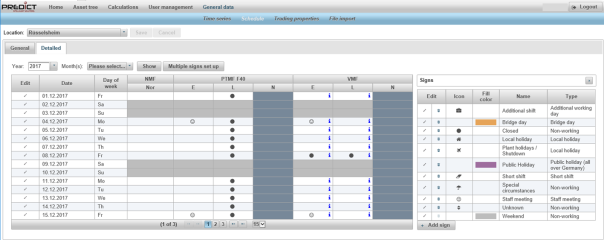 PREDICT Home Asset tree Calculations User management General data Logout
Time series Schedule Trading properties File import
Location: Rüsselsheim Save Cancel
General Detailed
Year: 2017 Month(s): Please select... Show Multiple signs set up
Edit Date Day of week NMF PTMF F40 VMF
Nor E L N E L N
01.12.2017 Fr
02.12.2017 Sa
03.12.2017 Su
04.12.2017 Mo
05.12.2017 Tu
06.12.2017 We
07.12.2017 Th
08.12.2017 Fr
09.12.2017 Sa
10.12.2017 Su
11.12.2017 Mo
12.12.2017 Tu
13.12.2017 We
14.12.2017 Th
15.12.2017 Fr
(1 of 3) 1 2 3 15
Signs
Edit Icon Fill color Name Type
Additional shift Additional working day
Bridge day Bridge day
Closed Non-working
Local holiday Local holiday
Plant holidays / Shutdown Local holiday
Public Holiday Public holiday (all over Germany)
Short shift Short shift
Special circumstances Non-working
Staff meeting Staff meeting
Unknown Non-working
Weekend Non-working
+ Add sign